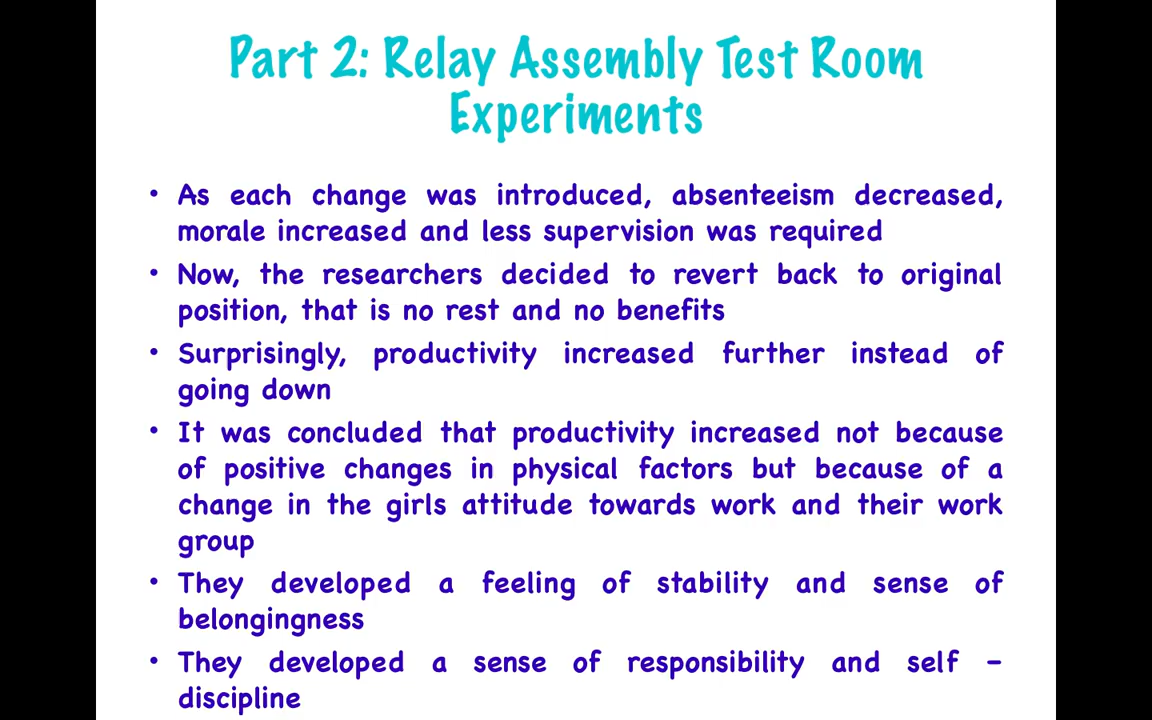 Part 2: Relay Assembly Test Room
Experiments
• As each change was introduced, absenteeism decreased,
morale increased and less supervision was required
• Now, the researchers decided to revert back to original
position, that is no rest and no benefits
• Surprisingly, productivity increased further instead of
going down
• It was concluded that productivity increased not because
of positive changes in physical factors but because of a
change in the girls attitude towards work and their work
group
• They developed a feeling of stability and sense of
belongingness
• They developed a sense of responsibility and self –
discipline